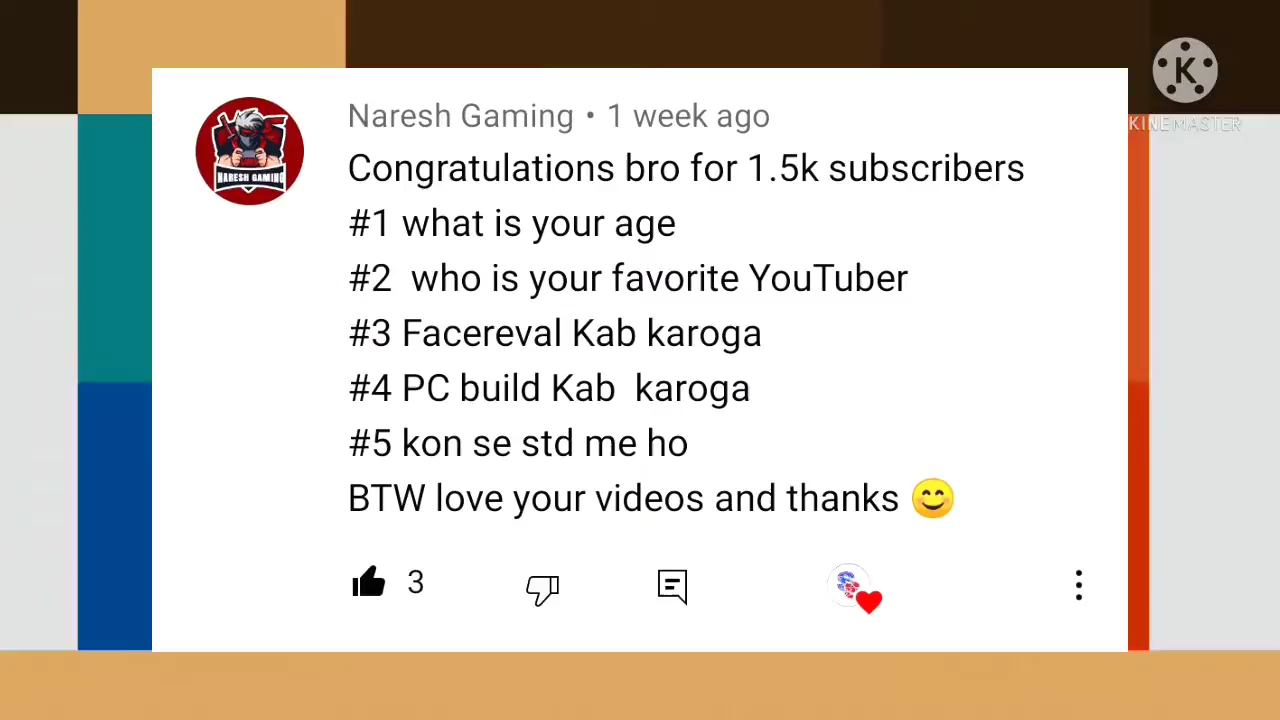 K
KINEMASTER
NARESH GAMING
Naresh Gaming • 1 week ago
Congratulations bro for 1.5k subscribers
#1 what is your age
#2 who is your favorite YouTuber
#3 Facereval Kab karoga
#4 PC build Kab karoga
#5 kon se std me ho
BTW love your videos and thanks 😊
3